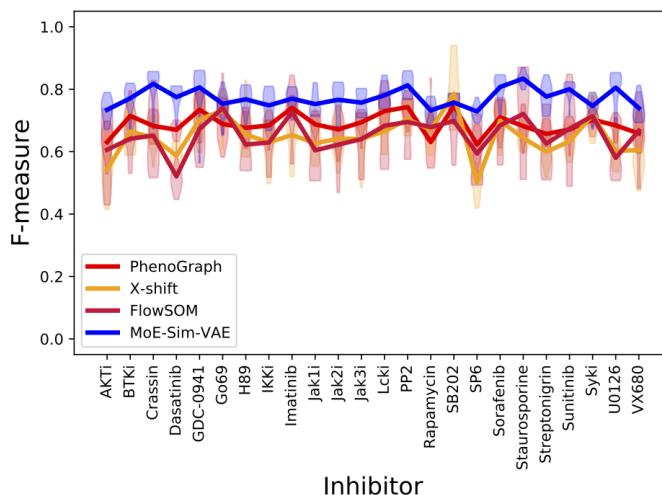 1.0
0.8
0.6
0.4
0.2
0.0
F-measure
PhenoGraph
X-shift
FlowSOM
MoE-Sim-VAE
AKTi
BTKi
Crassin
Dasatinib
GDC-0941
Go69
H89
IKKi
Imatinib
Jak1i
Jak2i
Jak3i
Lcki
PP2
Rapamycin
SB202
SP6
Sorafenib
Staurosporine
Streptonigrin
Sunitinib
Syki
U0126
VX680
Inhibitor